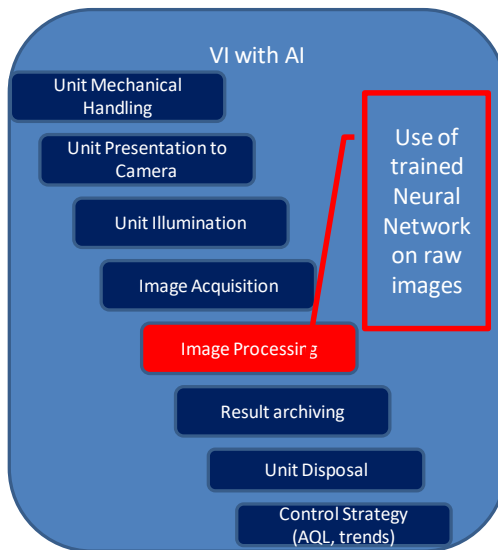 VI with AI
Unit Mechanical
Handling
Unit Presentation to
Camera
Unit Illumination
Image Acquisition
Image Processing
Result archiving
Unit Disposal
Control Strategy
(AQL, trends)
Use of
trained
Neural
Network
on raw
images